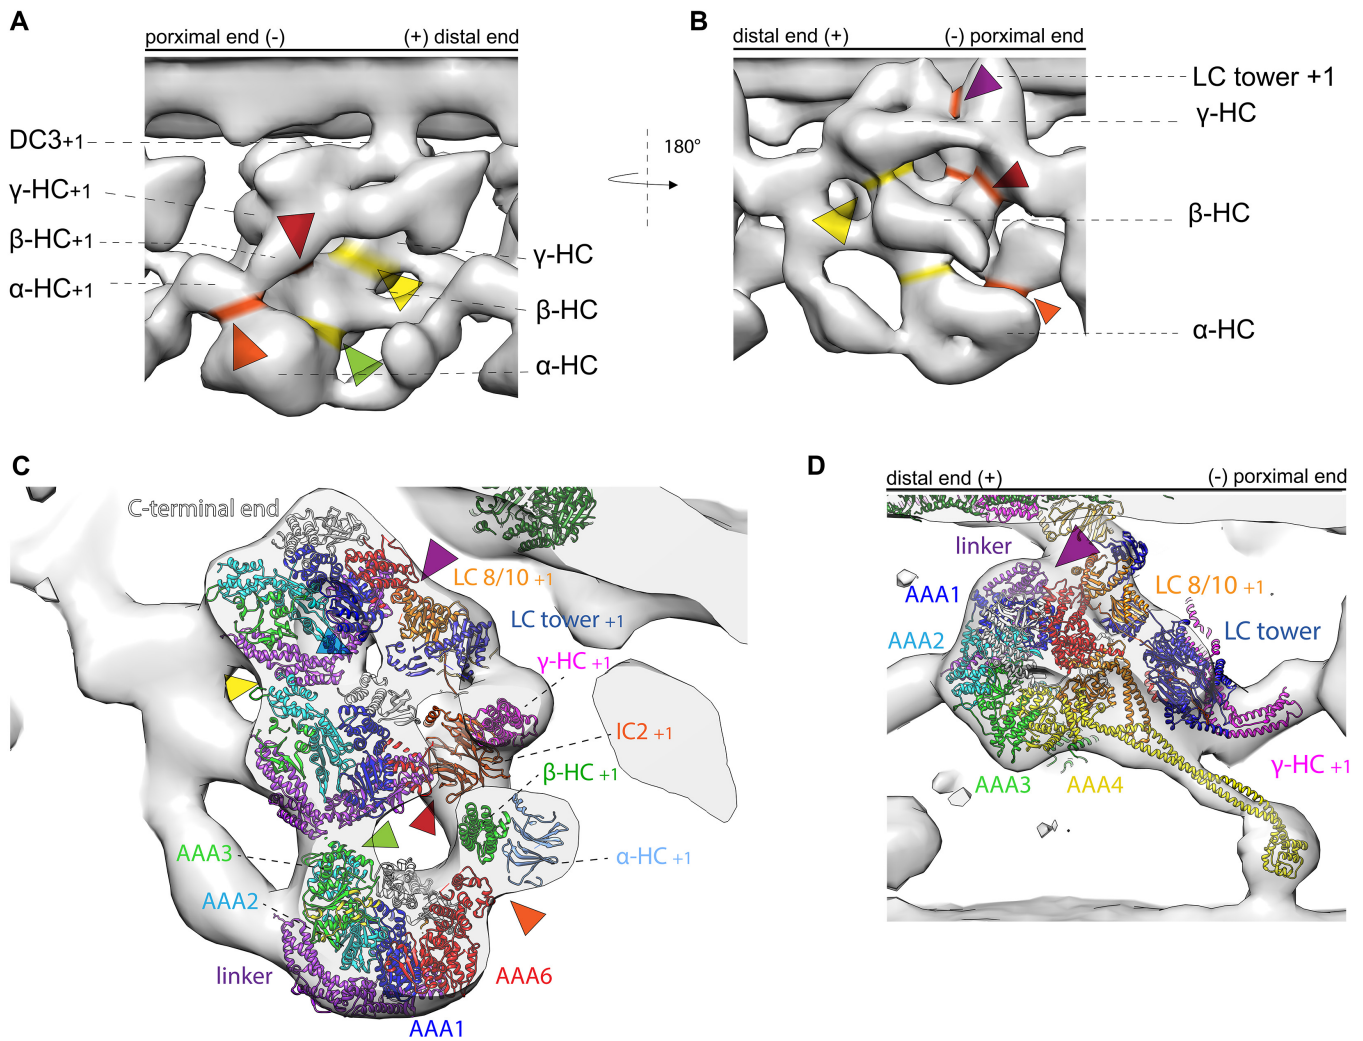 A
porximal end (-)
(+) distal end
DC3+1
γ-HC+1
β-HC+1
α-HC+1
γ-HC
β-HC
α-HC
180°
B
distal end (+)
(-) porximal end
LC tower +1
γ-HC
β-HC
α-HC
C
C-terminal end
LC 8/10 +1
LC tower +1
γ-HC +1
IC2 +1
β-HC +1
α-HC +1
AAA3
AAA2
linker
AAA6
AAA1
D
distal end (+)
(-) porximal end
linker
AAA1
LC 8/10 +1
AAA2
LC tower
γ-HC +1
AAA3
AAA4